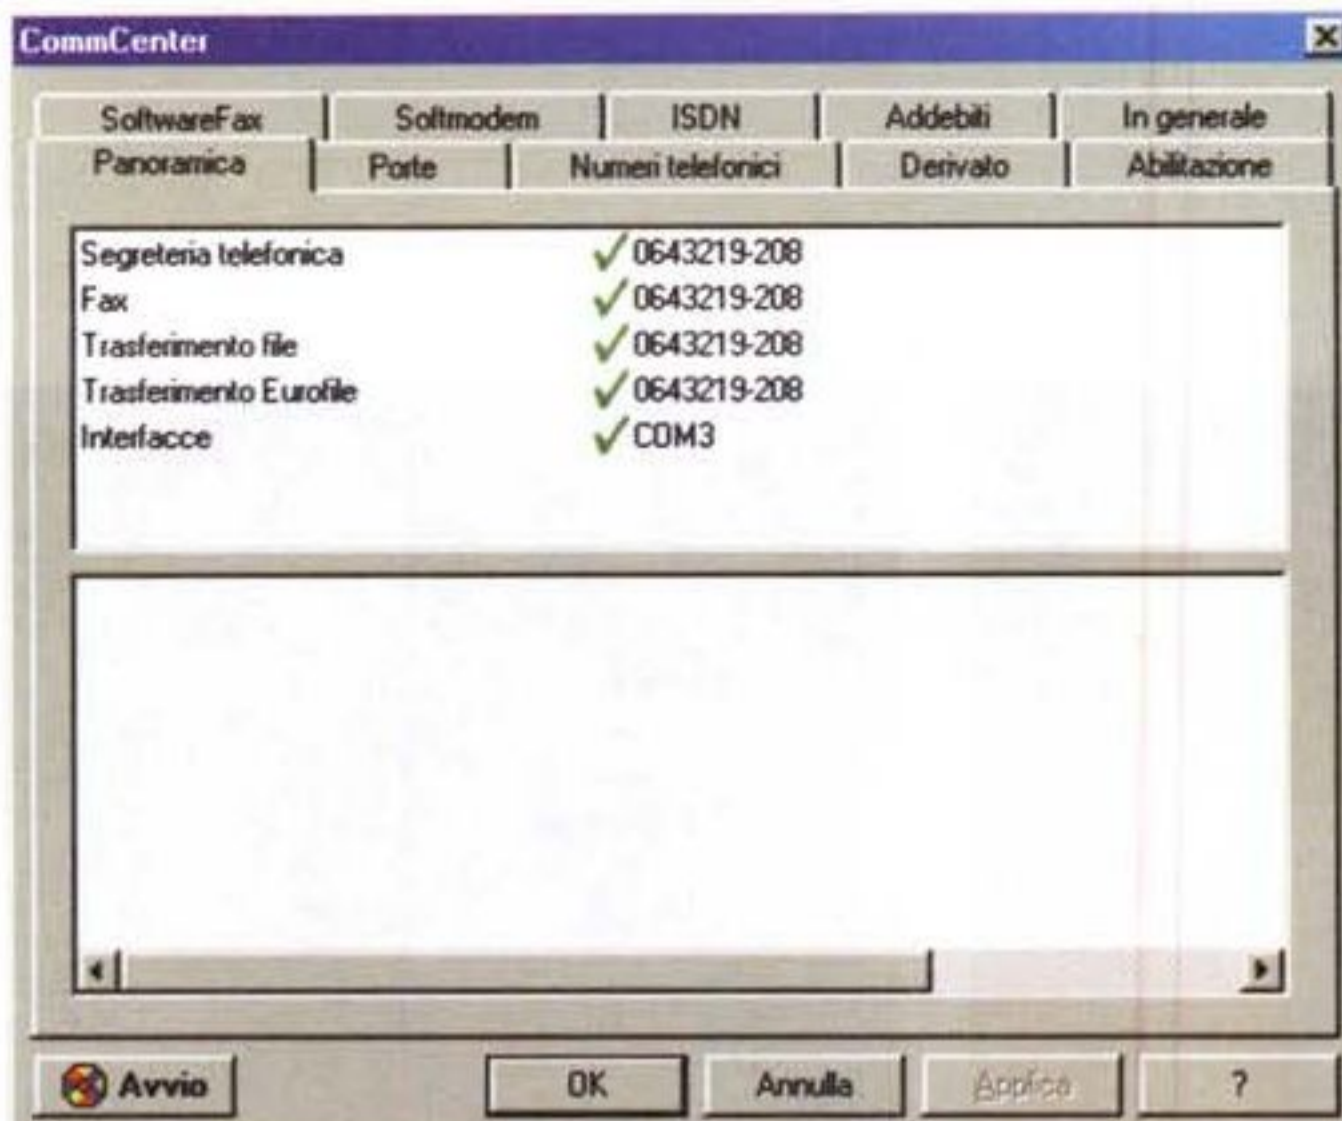 CommCenter
SoftwareFax Softmodem ISDN Addebiti In generale
Panoramica Porte Numeri telefonici Derivato Abilitazione
Segreteria telefonica 0643219-208
Fax 0643219-208
Trasferimento file 0643219-208
Trasferimento Eurofile 0643219-208
Interfacce COM3
Avvio OK Annulla Applica ?